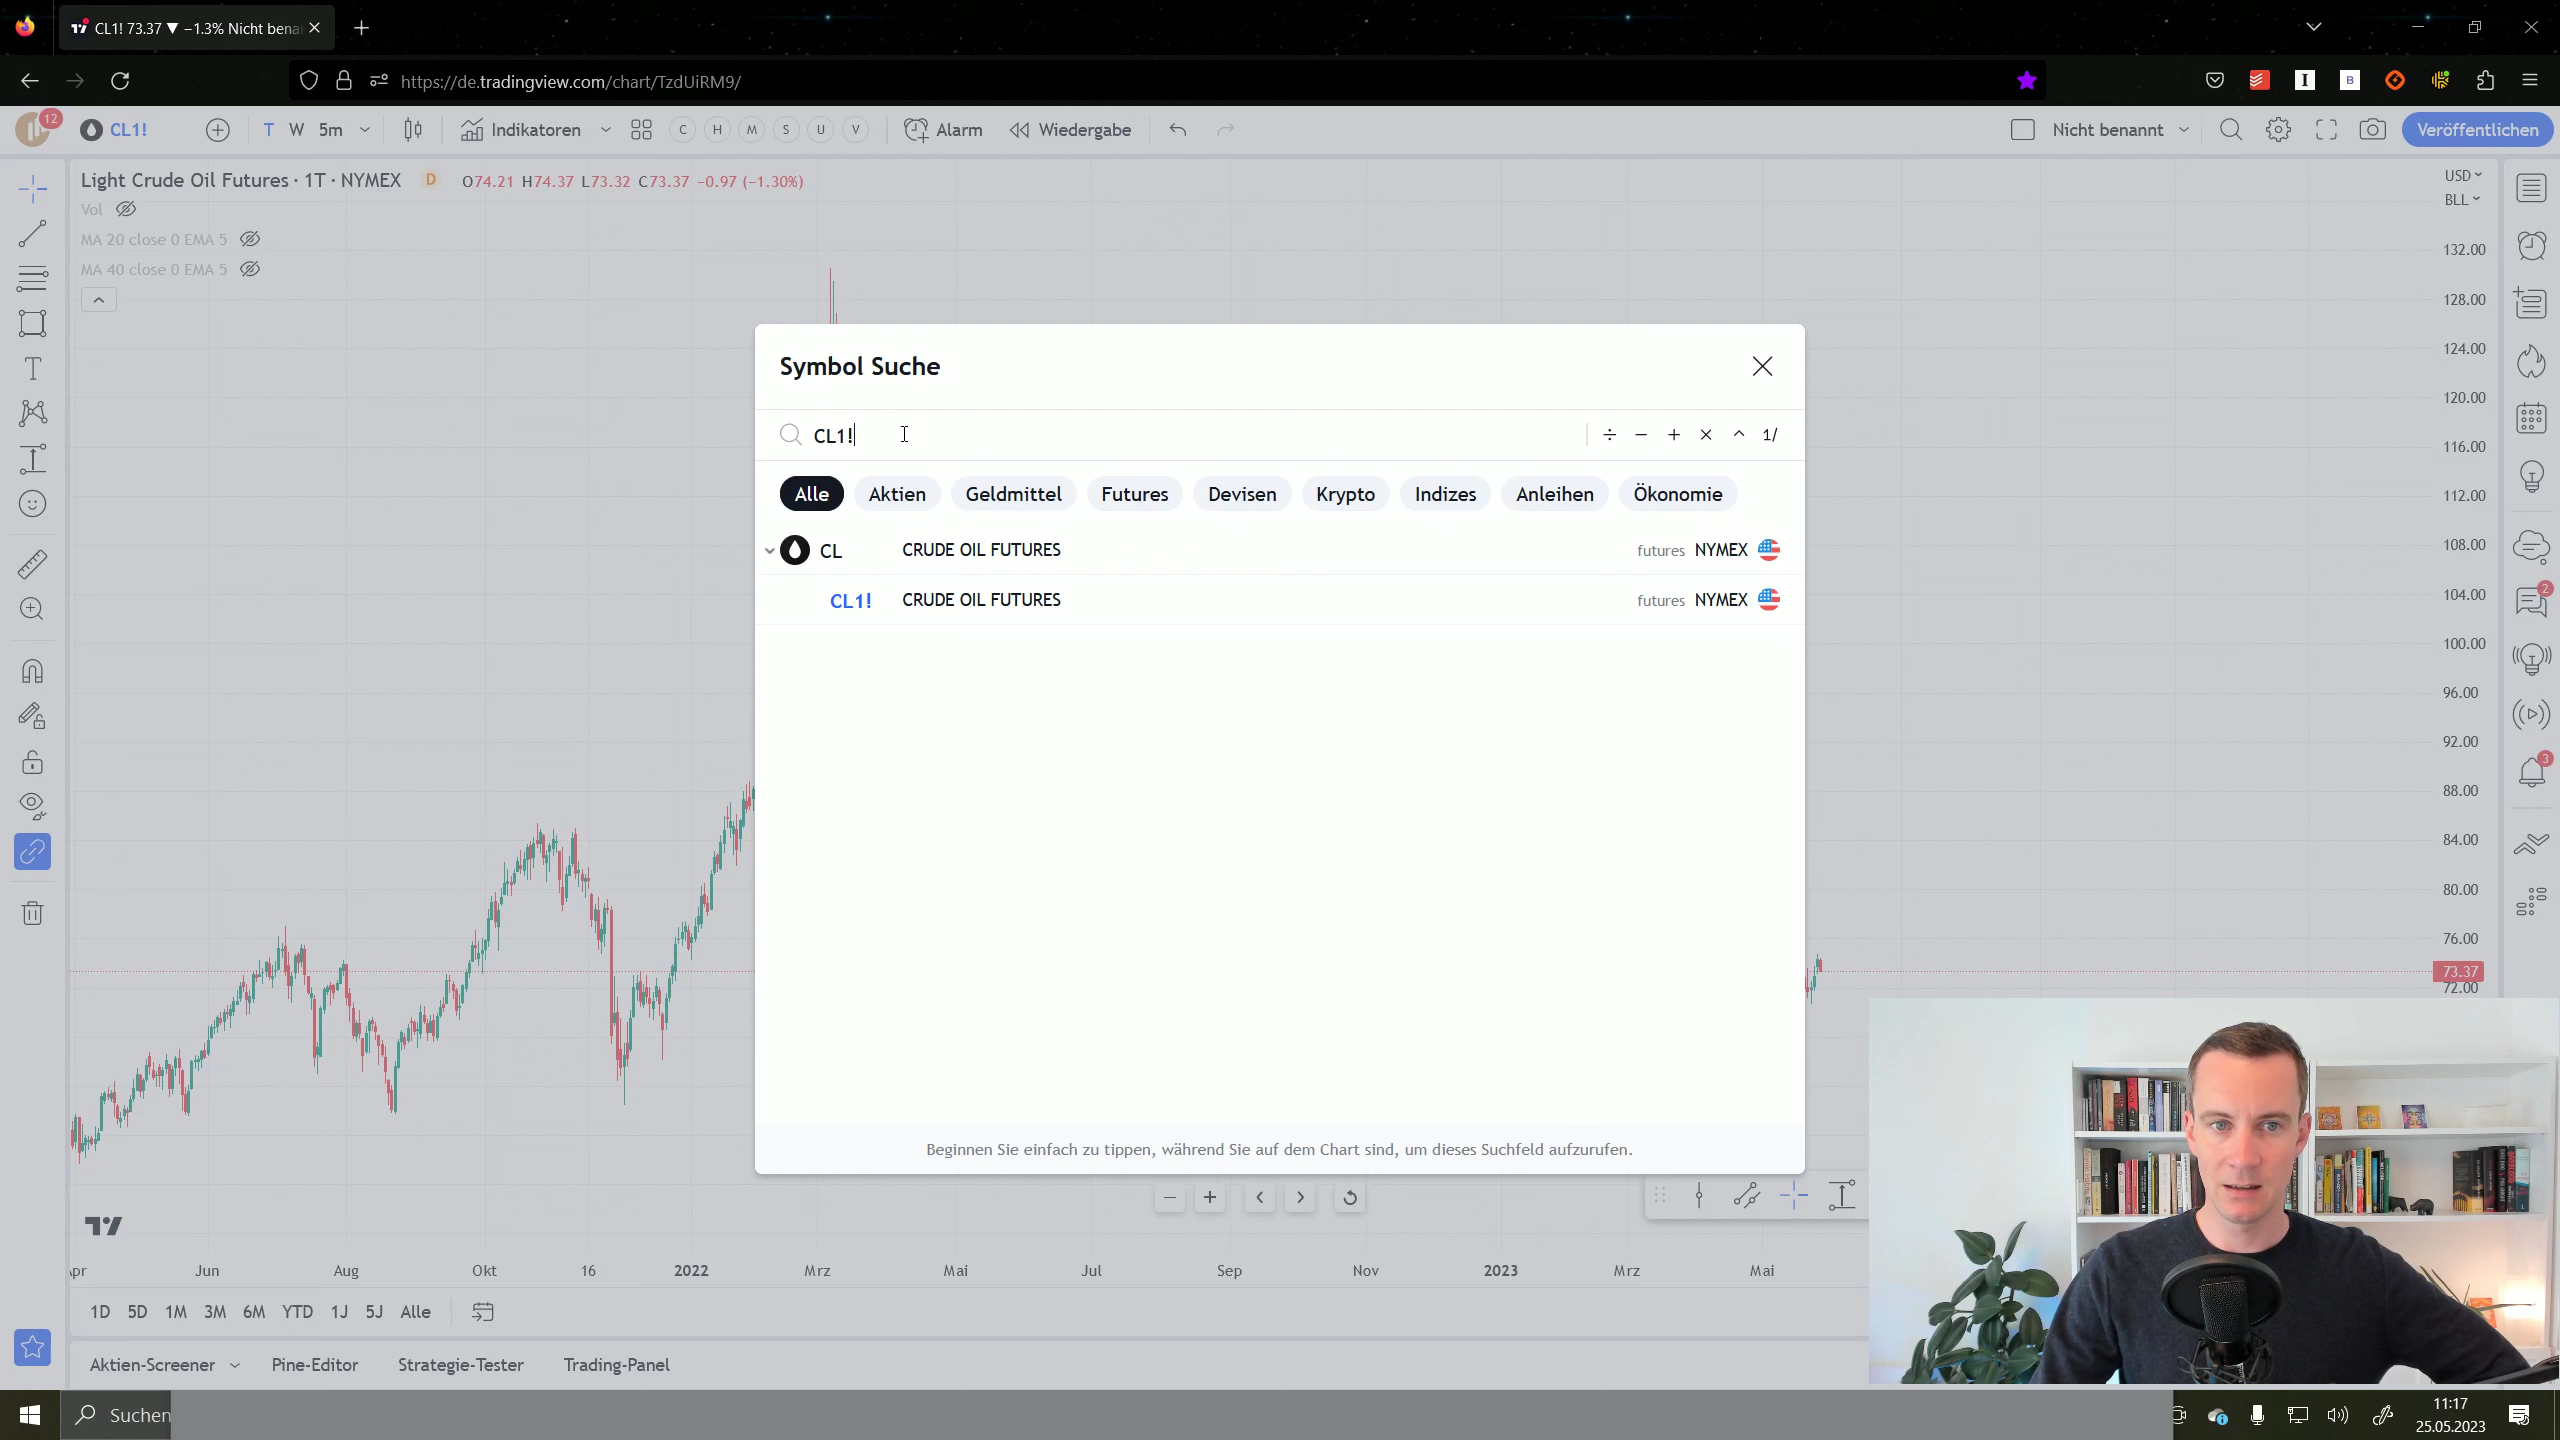 CL1! 73.37 ▼ −1.3% Nicht bena
https://de.tradingview.com/chart/TzdUiRM9/
12
CL1!
T W 5m
Indikatoren
C H M S U V
Alarm
Wiedergabe
Nicht benannt
Veröffentlichen
Light Crude Oil Futures · 1T · NYMEX D O74.21 H74.37 L73.32 C73.37 −0.97 (−1.30%)
Vol
MA 20 close 0 EMA 5
MA 40 close 0 EMA 5
USD
BLL
132.00
128.00
124.00
120.00
116.00
112.00
108.00
104.00
100.00
96.00
92.00
88.00
84.00
80.00
76.00
73.37
72.00
2
3
Symbol Suche
CL1!
÷ − + × ^ 1/
Alle Aktien Geldmittel Futures Devisen Krypto Indizes Anleihen Ökonomie
CL CRUDE OIL FUTURES futures NYMEX
CL1! CRUDE OIL FUTURES futures NYMEX
Beginnen Sie einfach zu tippen, während Sie auf dem Chart sind, um dieses Suchfeld aufzurufen.
Apr Jun Aug Okt 16 2022 Mrz Mai Jul Sep Nov 2023 Mrz Mai
1D 5D 1M 3M 6M YTD 1J 5J Alle
Aktien-Screener Pine-Editor Strategie-Tester Trading-Panel
Suchen
11:17
25.05.2023